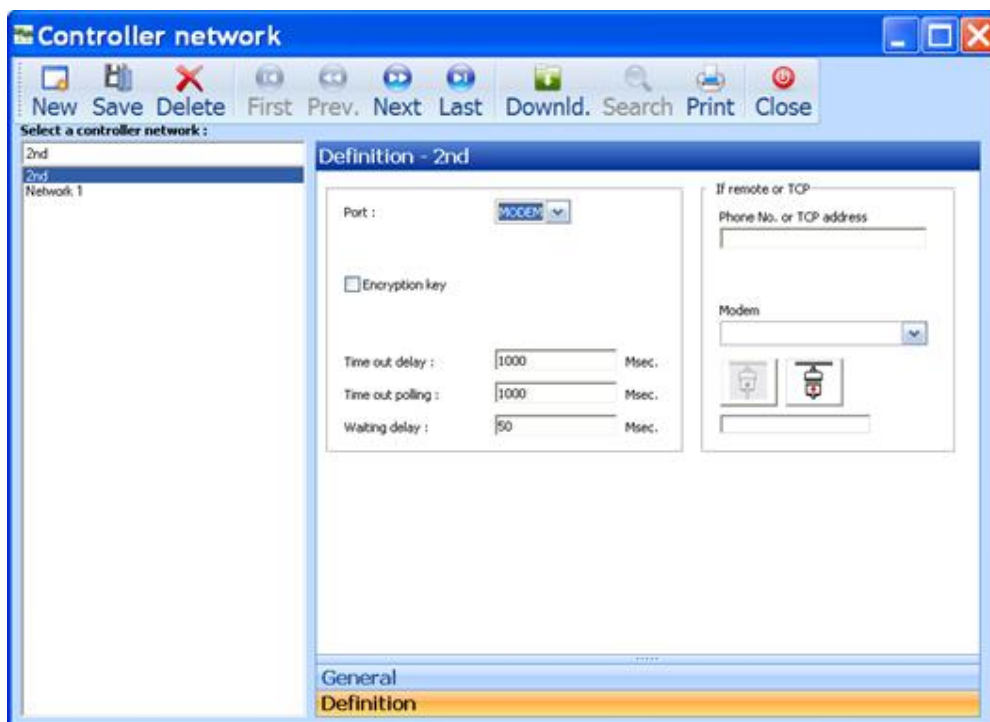 Controller network
New Save Delete First Prev. Next Last Downld. Search Print Close
Select a controller network :
2nd
2nd
Network 1
Definition - 2nd
Port :
MODEM
Encryption key
Time out delay :
1000
Msec.
Time out polling :
1000
Msec.
Waiting delay :
50
Msec.
If remote or TCP
Phone No. or TCP address
Modem
General
Definition